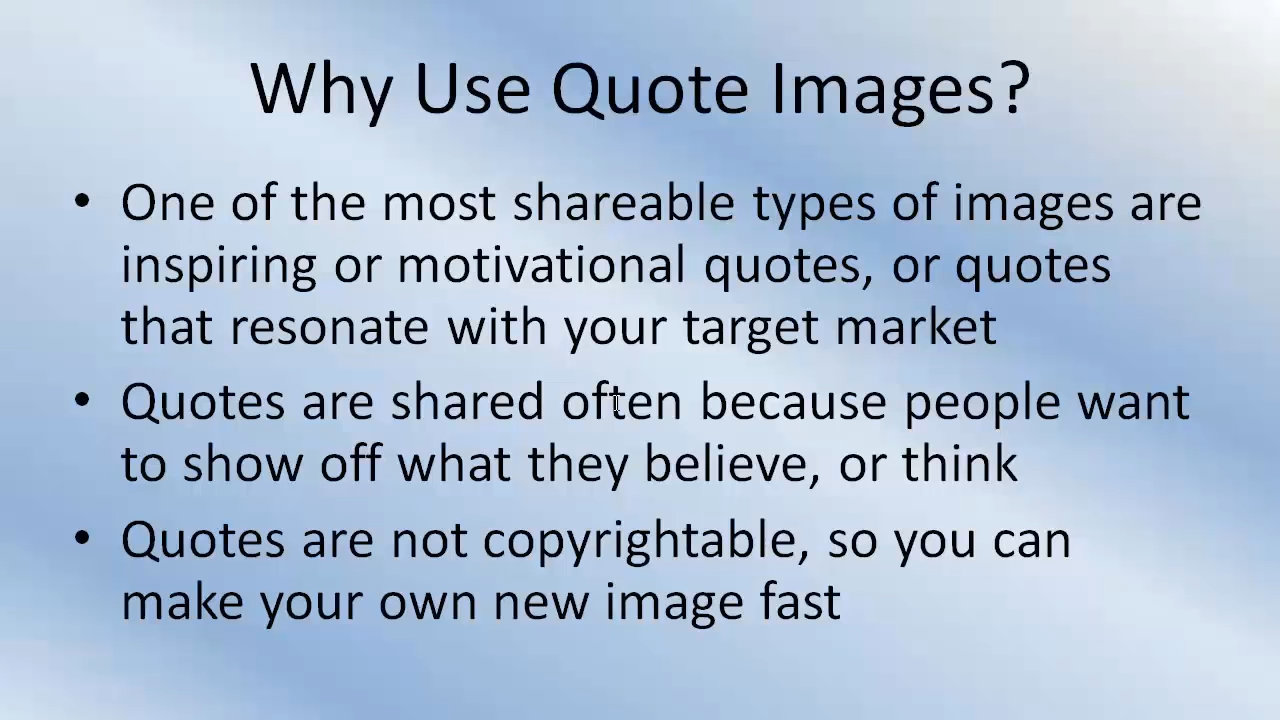 Why Use Quote Images?
• One of the most shareable types of images are
inspiring or motivational quotes, or quotes
that resonate with your target market
• Quotes are shared often because people want
to show off what they believe, or think
• Quotes are not copyrightable, so you can
make your own new image fast